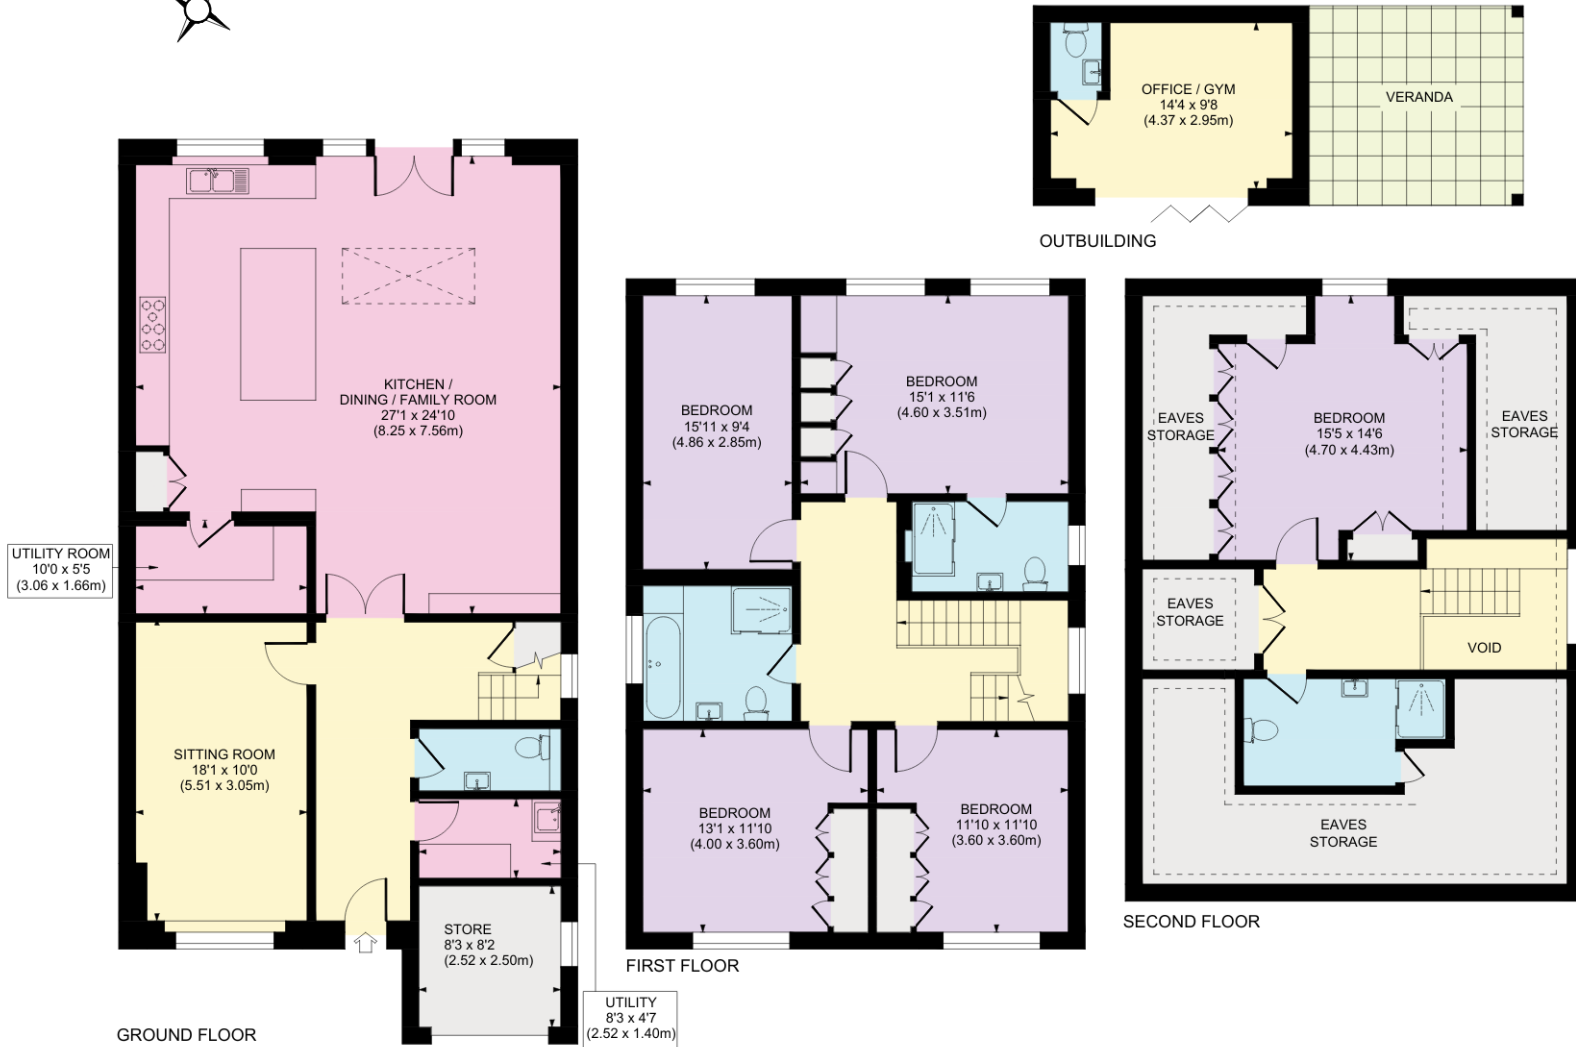 OFFICE / GYM
14'4 x 9'8
(4.37 x 2.95m)
VERANDA
OUTBUILDING
KITCHEN /
DINING / FAMILY ROOM
27'1 x 24'10
(8.25 x 7.56m)
UTILITY ROOM
10'0 x 5'5
(3.06 x 1.66m)
SITTING ROOM
18'1 x 10'0
(5.51 x 3.05m)
STORE
8'3 x 8'2
(2.52 x 2.50m)
UTILITY
8'3 x 4'7
(2.52 x 1.40m)
GROUND FLOOR
BEDROOM
15'11 x 9'4
(4.86 x 2.85m)
BEDROOM
15'1 x 11'6
(4.60 x 3.51m)
BEDROOM
13'1 x 11'10
(4.00 x 3.60m)
BEDROOM
11'10 x 11'10
(3.60 x 3.60m)
FIRST FLOOR
EAVES
STORAGE
BEDROOM
15'5 x 14'6
(4.70 x 4.43m)
EAVES
STORAGE
EAVES
STORAGE
VOID
EAVES
STORAGE
SECOND FLOOR